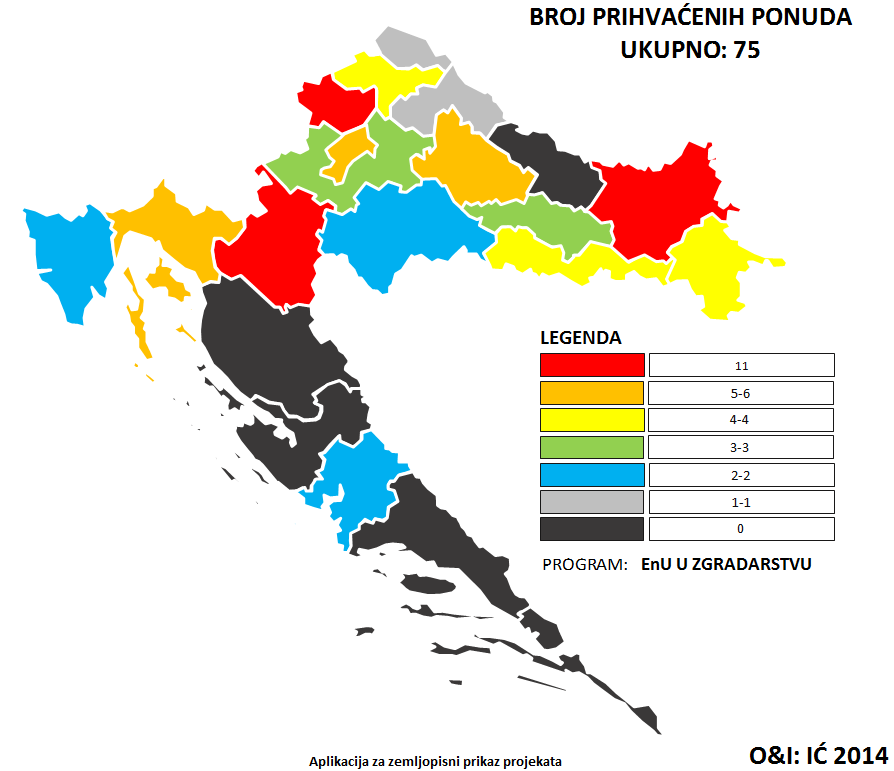 BROJ PRIHVAĆENIH PONUDA
UKUPNO: 75
LEGENDA
11
5-6
4-4
3-3
2-2
1-1
0
PROGRAM: EnU U ZGRADARSTVU
O&I: IĆ 2014
Aplikacija za zemljopisni prikaz projekata